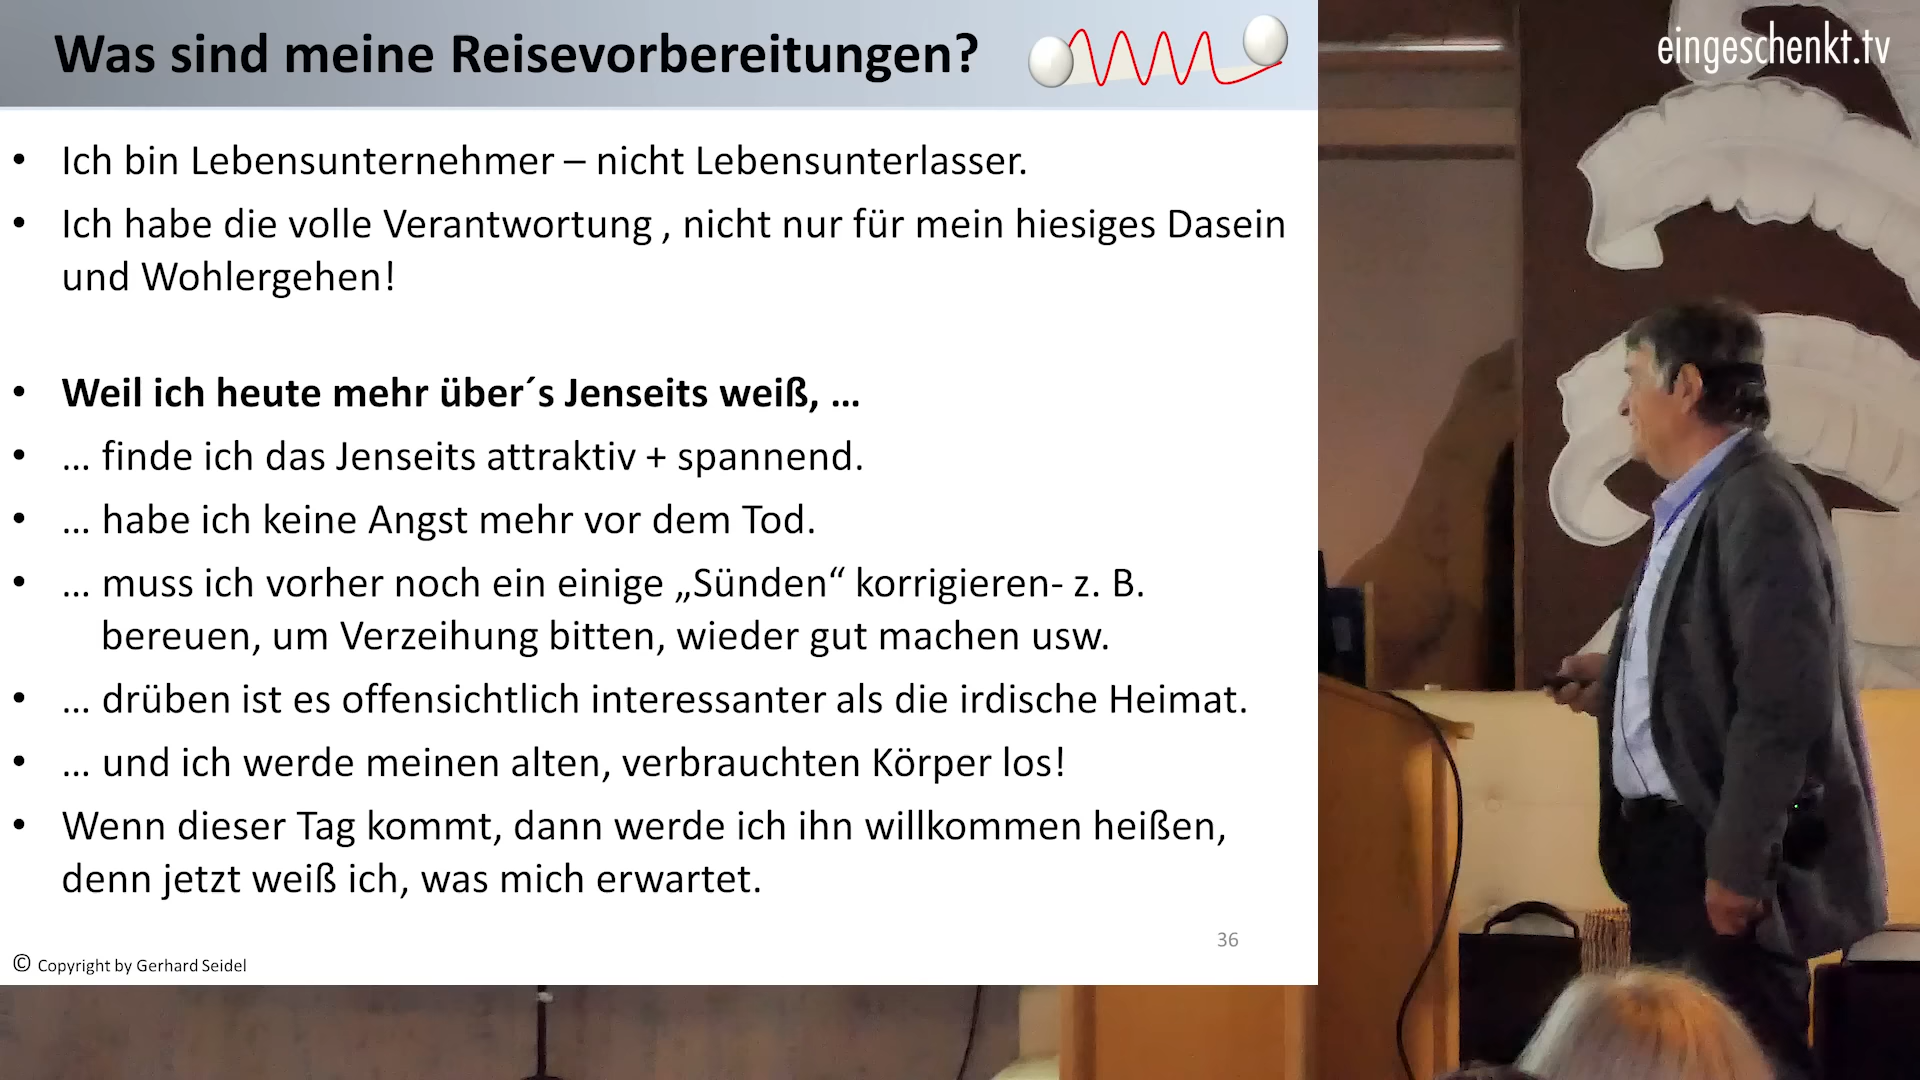 Was sind meine Reisevorbereitungen?
eingeschenkt.tv
• Ich bin Lebensunternehmer – nicht Lebensunterlasser.
• Ich habe die volle Verantwortung , nicht nur für mein hiesiges Dasein
und Wohlergehen!
• Weil ich heute mehr über´s Jenseits weiß, ...
• ... finde ich das Jenseits attraktiv + spannend.
• ... habe ich keine Angst mehr vor dem Tod.
• ... muss ich vorher noch ein einige „Sünden“ korrigieren- z. B.
bereuen, um Verzeihung bitten, wieder gut machen usw.
• ... drüben ist es offensichtlich interessanter als die irdische Heimat.
• ... und ich werde meinen alten, verbrauchten Körper los!
• Wenn dieser Tag kommt, dann werde ich ihn willkommen heißen,
denn jetzt weiß ich, was mich erwartet.
36
© Copyright by Gerhard Seidel